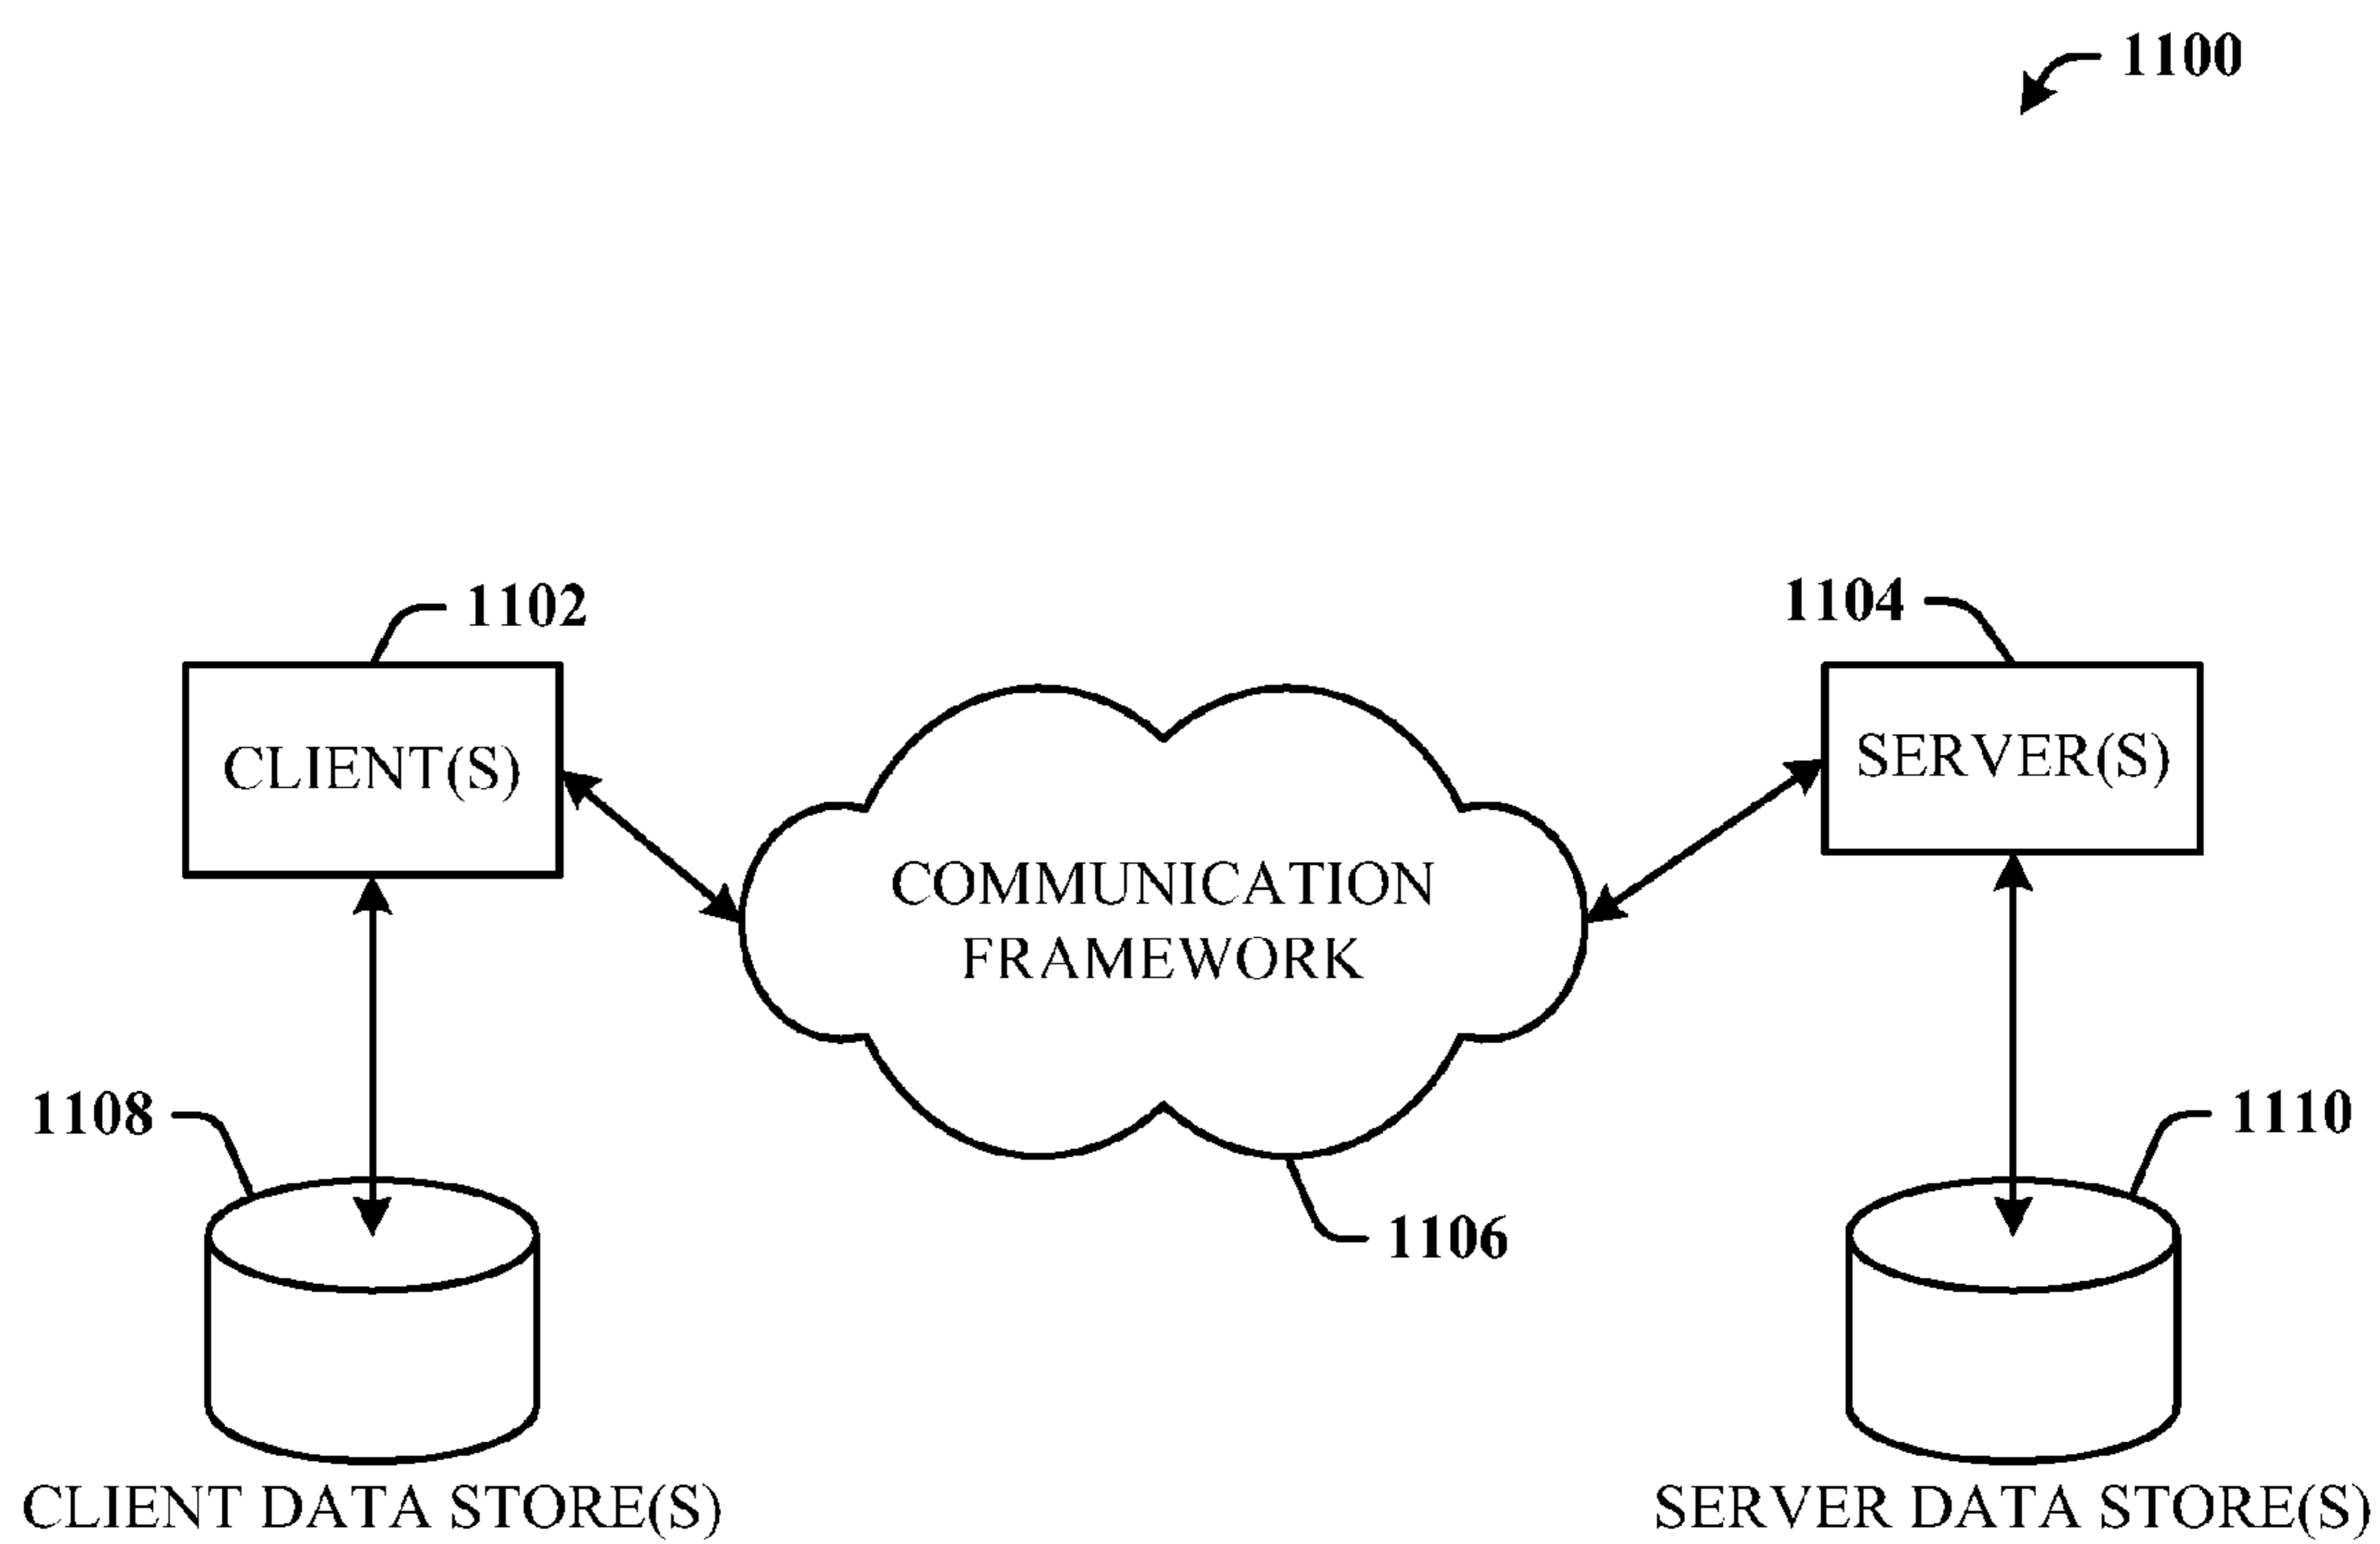 1100
1102
1104
CLIENT(S)
SERVER(S)
COMMUNICATION
FRAMEWORK
1108
1110
1106
CLIENT DATA STORE(S)
SERVER DATA STORE(S)